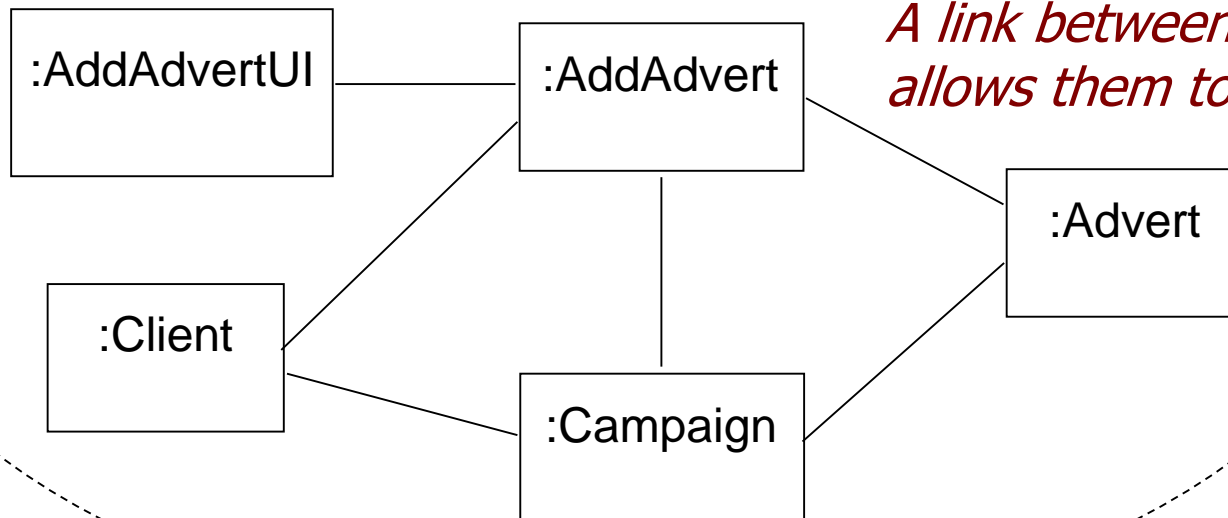 A link between
allows them to
:AddAdvertUI
:AddAdvert
:Advert
:Client
:Campaign